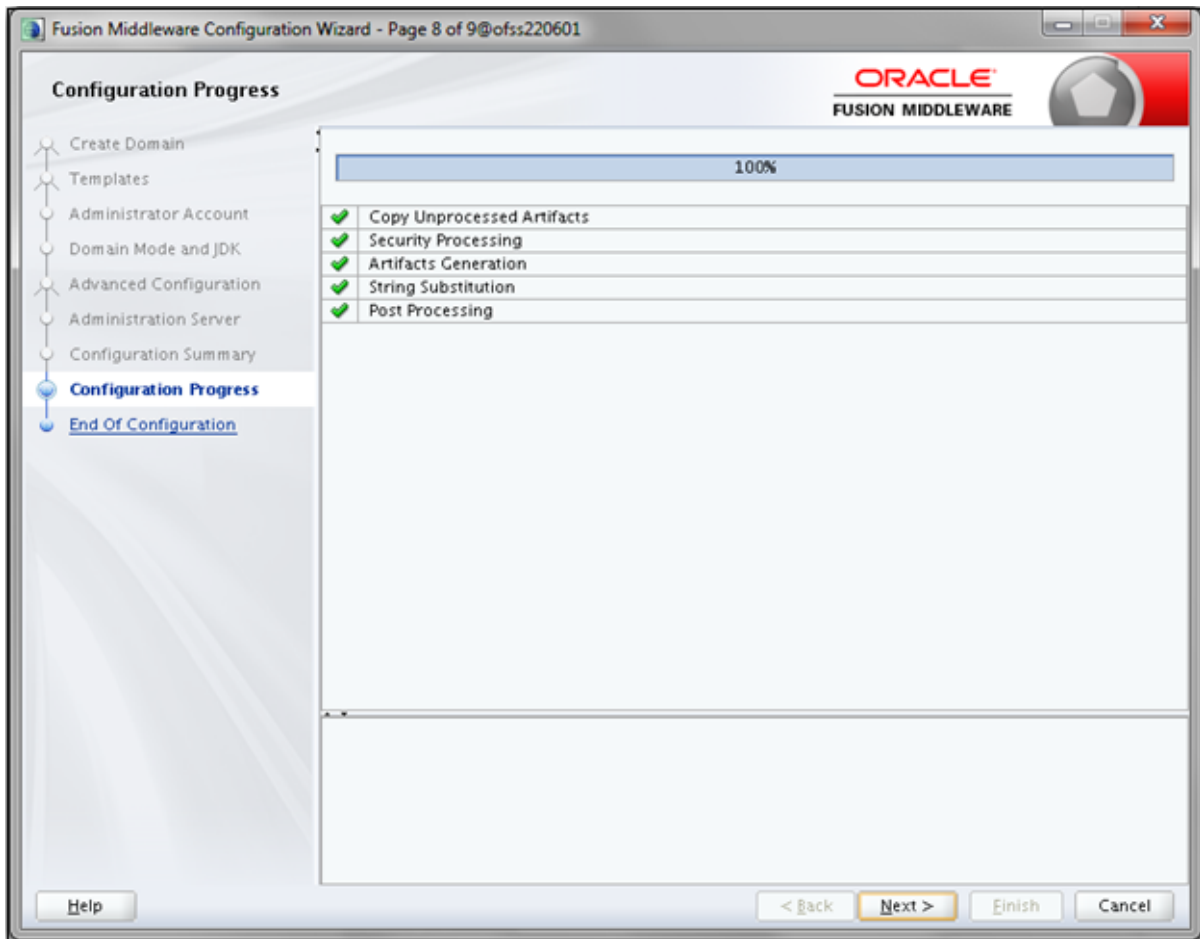 Fusion Middleware Configuration Wizard - Page 8 of 9@ofss220601
Configuration Progress
ORACLE
FUSION MIDDLEWARE
Create Domain
Templates
Administrator Account
Domain Mode and JDK
Advanced Configuration
Administration Server
Configuration Summary
Configuration Progress
End Of Configuration
100%
Copy Unprocessed Artifacts
Security Processing
Artifacts Generation
String Substitution
Post Processing
Help
< Back
Next >
Finish
Cancel